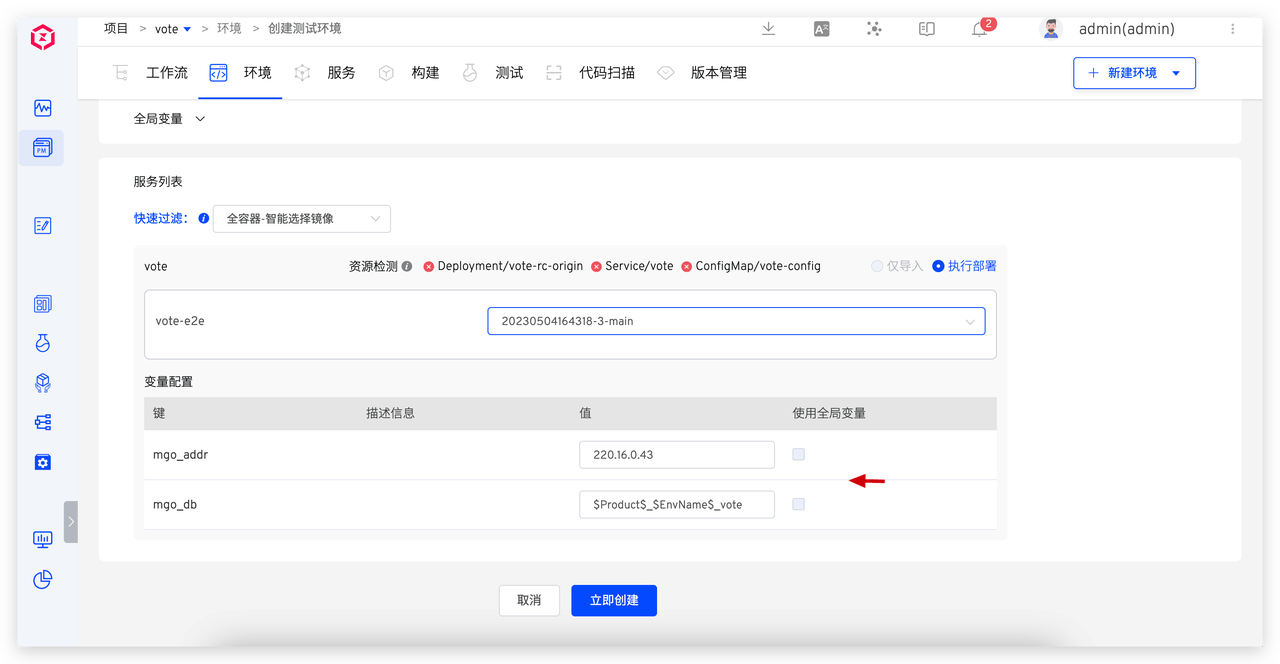 项目 > vote > 环境 > 创建测试环境
2
admin(admin)
工作流 环境 服务 构建 测试 代码扫描 版本管理
+ 新建环境
PM
全局变量
服务列表
快速过滤： 全容器-智能选择镜像
vote 资源检测 Deployment/vote-rc-origin Service/vote ConfigMap/vote-config 仅导入 执行部署
vote-e2e 20230504164318-3-main
变量配置
键 描述信息 值 使用全局变量
mgo_addr 220.16.0.43
mgo_db $Product$_$EnvName$_vote
取消 立即创建